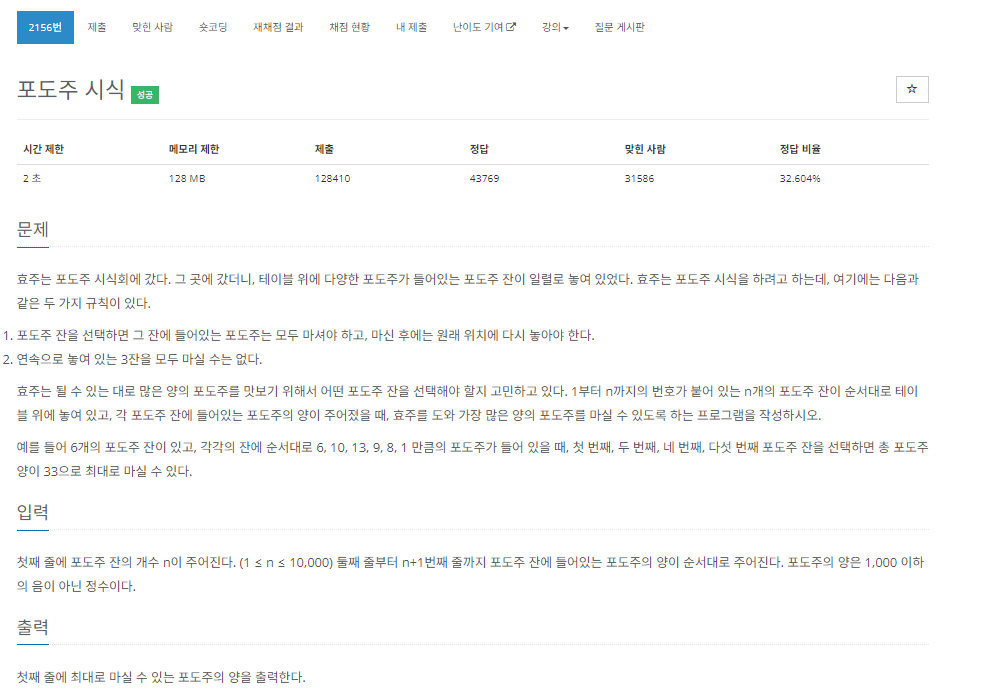 2156번 제출 맞힌 사람 숏코딩 재채점 결과 채점 현황 내 제출 난이도 기여 강의 질문 게시판
포도주 시식 성공
시간 제한 메모리 제한 제출 정답 맞힌 사람 정답 비율
2 초 128 MB 128410 43769 31586 32.604%
문제
효주는 포도주 시식회에 갔다. 그 곳에 갔더니, 테이블 위에 다양한 포도주가 들어있는 포도주 잔이 일렬로 놓여 있었다. 효주는 포도주 시식을 하려고 하는데, 여기에는 다음과
같은 두 가지 규칙이 있다.
1. 포도주 잔을 선택하면 그 잔에 들어있는 포도주는 모두 마셔야 하고, 마신 후에는 원래 위치에 다시 놓아야 한다.
2. 연속으로 놓여 있는 3잔을 모두 마실 수는 없다.
효주는 될 수 있는 대로 많은 양의 포도주를 맛보기 위해서 어떤 포도주 잔을 선택해야 할지 고민하고 있다. 1부터 n까지의 번호가 붙어 있는 n개의 포도주 잔이 순서대로 테이
블 위에 놓여 있고, 각 포도주 잔에 들어있는 포도주의 양이 주어졌을 때, 효주를 도와 가장 많은 양의 포도주를 마실 수 있도록 하는 프로그램을 작성하시오.
예를 들어 6개의 포도주 잔이 있고, 각각의 잔에 순서대로 6, 10, 13, 9, 8, 1 만큼의 포도주가 들어 있을 때, 첫 번째, 두 번째, 네 번째, 다섯 번째 포도주 잔을 선택하면 총 포도주
양이 33으로 최대로 마실 수 있다.
입력
첫째 줄에 포도주 잔의 개수 n이 주어진다. (1 ≤ n ≤ 10,000) 둘째 줄부터 n+1번째 줄까지 포도주 잔에 들어있는 포도주의 양이 순서대로 주어진다. 포도주의 양은 1,000 이하
의 음이 아닌 정수이다.
출력
첫째 줄에 최대로 마실 수 있는 포도주의 양을 출력한다.